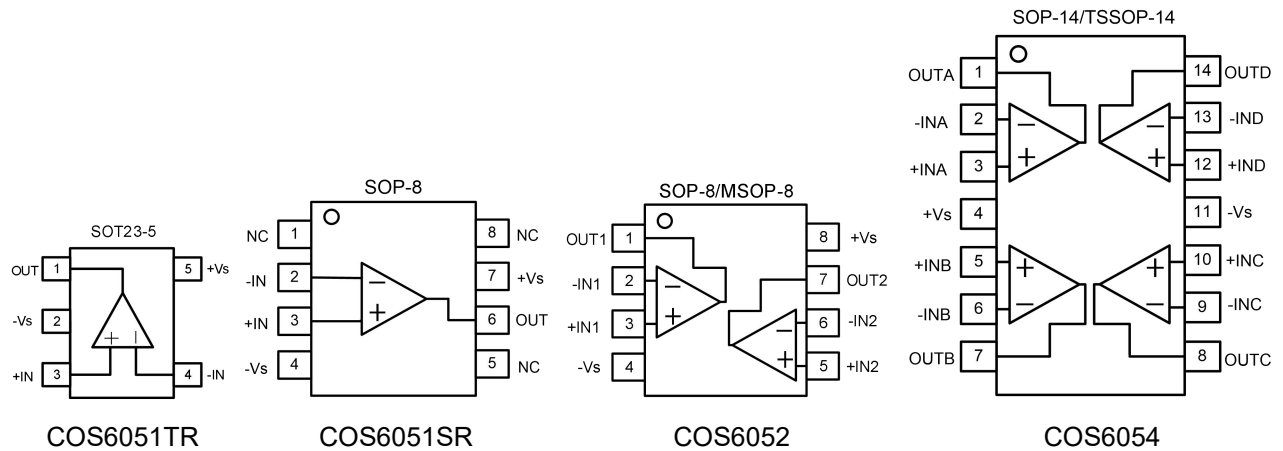 SOT23-5
OUT 1 5 +Vs
-Vs 2
+IN 3 4 -IN
+ −
COS6051TR
SOP-8
NC 1 8 NC
-IN 2 − 7 +Vs
+IN 3 + 6 OUT
-Vs 4 5 NC
COS6051SR
SOP-8/MSOP-8
OUT1 1 8 +Vs
-IN1 2 − 7 OUT2
+IN1 3 + − 6 -IN2
-Vs 4 + 5 +IN2
COS6052
SOP-14/TSSOP-14
OUTA 1 14 OUTD
-INA 2 − − 13 -IND
+INA 3 + + 12 +IND
+Vs 4 11 -Vs
+INB 5 + + 10 +INC
-INB 6 − − 9 -INC
OUTB 7 8 OUTC
COS6054